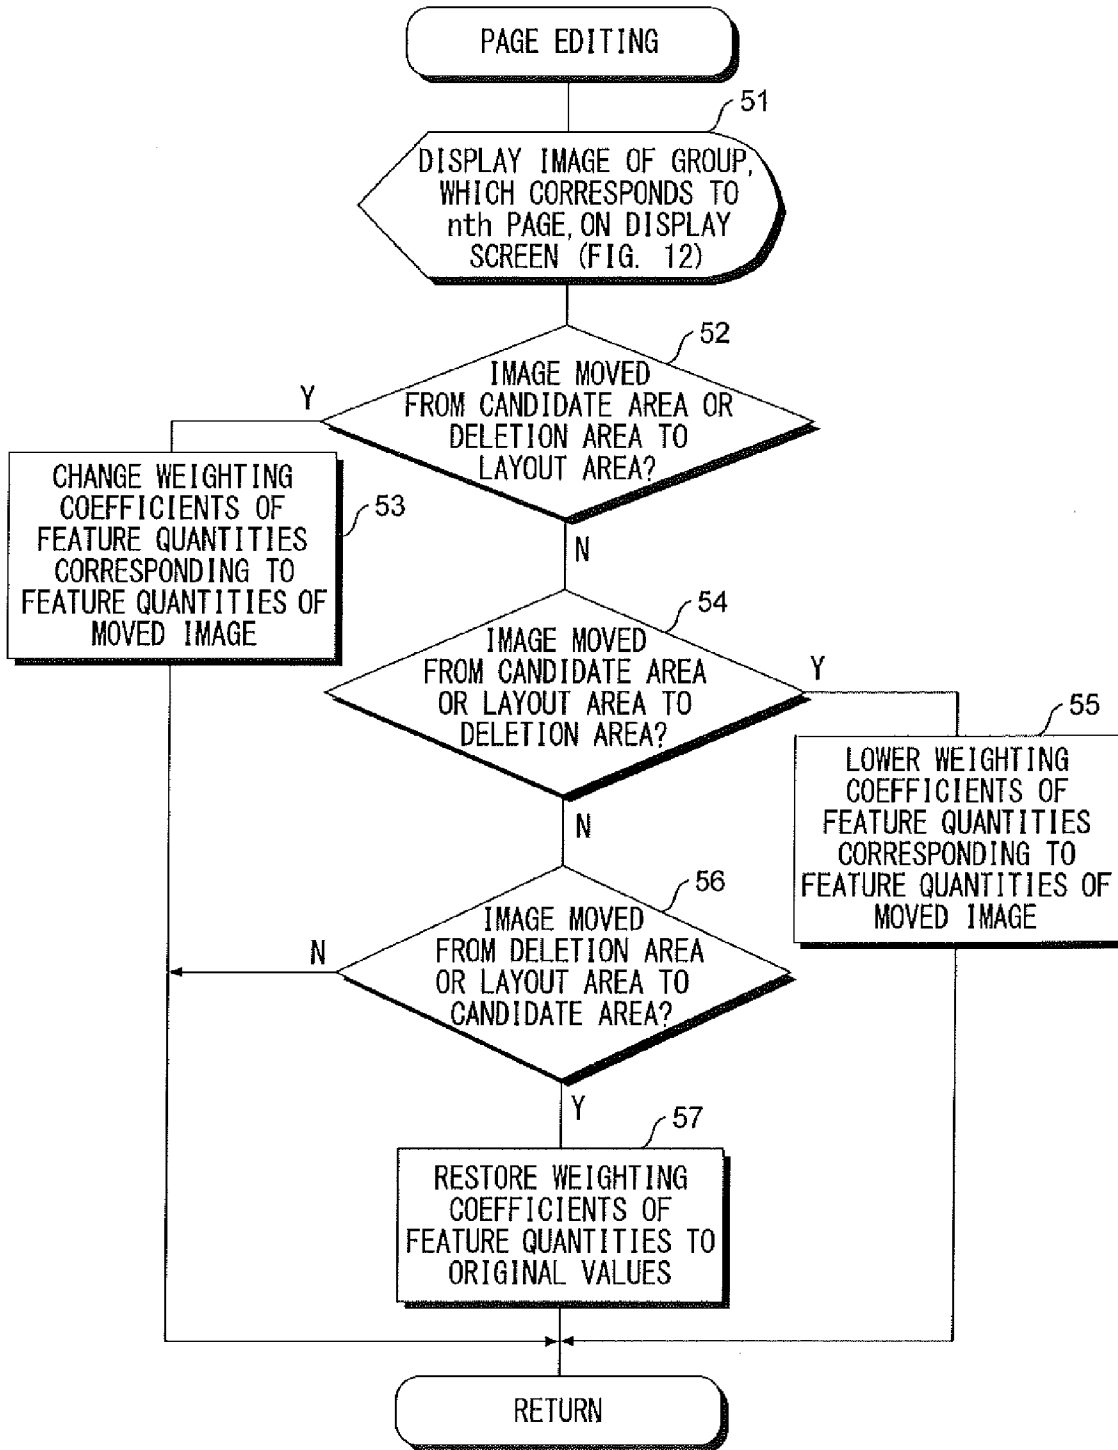 PAGE EDITING
51
DISPLAY IMAGE OF GROUP,
WHICH CORRESPONDS TO
nth PAGE, ON DISPLAY
SCREEN (FIG. 12)
52
IMAGE MOVED
FROM CANDIDATE AREA OR
DELETION AREA TO
LAYOUT AREA?
Y
N
53
CHANGE WEIGHTING
COEFFICIENTS OF
FEATURE QUANTITIES
CORRESPONDING TO
FEATURE QUANTITIES OF
MOVED IMAGE
54
IMAGE MOVED
FROM CANDIDATE AREA
OR LAYOUT AREA TO
DELETION AREA?
Y
N
55
LOWER WEIGHTING
COEFFICIENTS OF
FEATURE QUANTITIES
CORRESPONDING TO
FEATURE QUANTITIES OF
MOVED IMAGE
56
IMAGE MOVED
FROM DELETION AREA
OR LAYOUT AREA TO
CANDIDATE AREA?
N
Y
57
RESTORE WEIGHTING
COEFFICIENTS OF
FEATURE QUANTITIES TO
ORIGINAL VALUES
RETURN